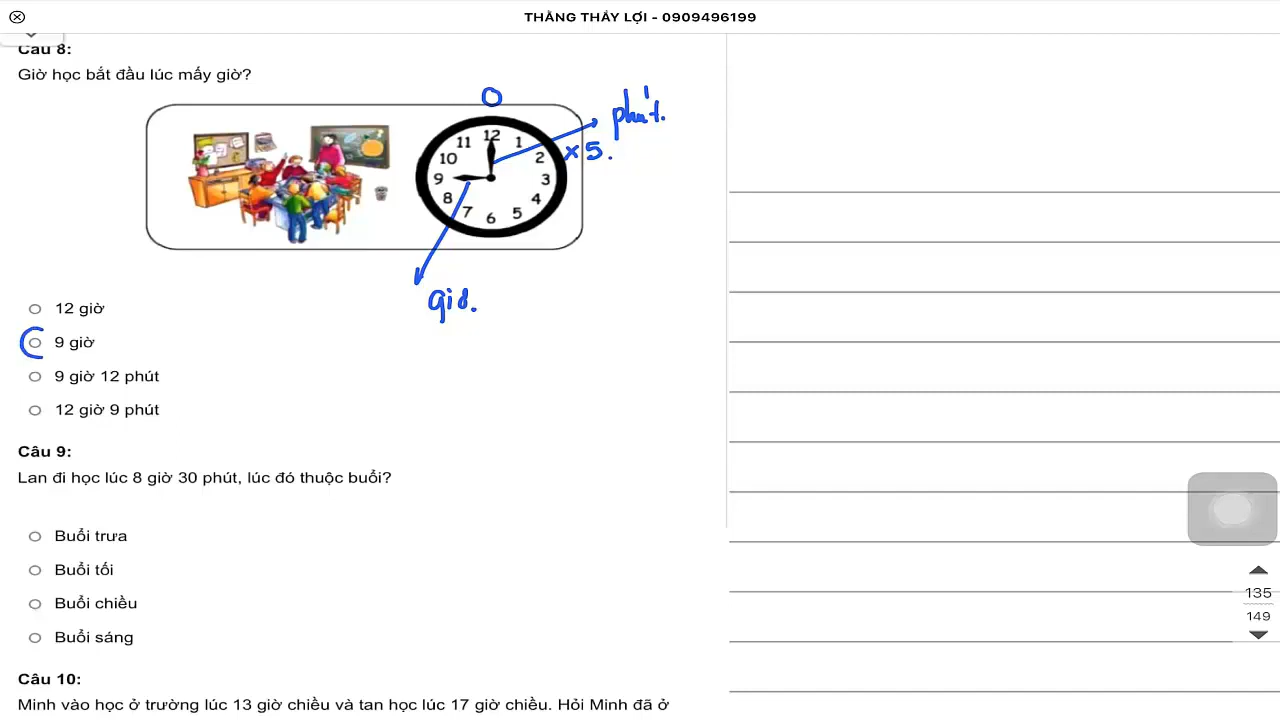 THẰNG THẦY LỢI - 0909496199
Câu 8:
Giờ học bắt đầu lúc mấy giờ?
0
phút.
x 5.
12
1
2
3
4
5
6
7
8
9
10
11
giờ.
12 giờ
9 giờ
9 giờ 12 phút
12 giờ 9 phút
Câu 9:
Lan đi học lúc 8 giờ 30 phút, lúc đó thuộc buổi?
Buổi trưa
Buổi tối
Buổi chiều
Buổi sáng
135
149
Câu 10:
Minh vào học ở trường lúc 13 giờ chiều và tan học lúc 17 giờ chiều. Hỏi Minh đã ở